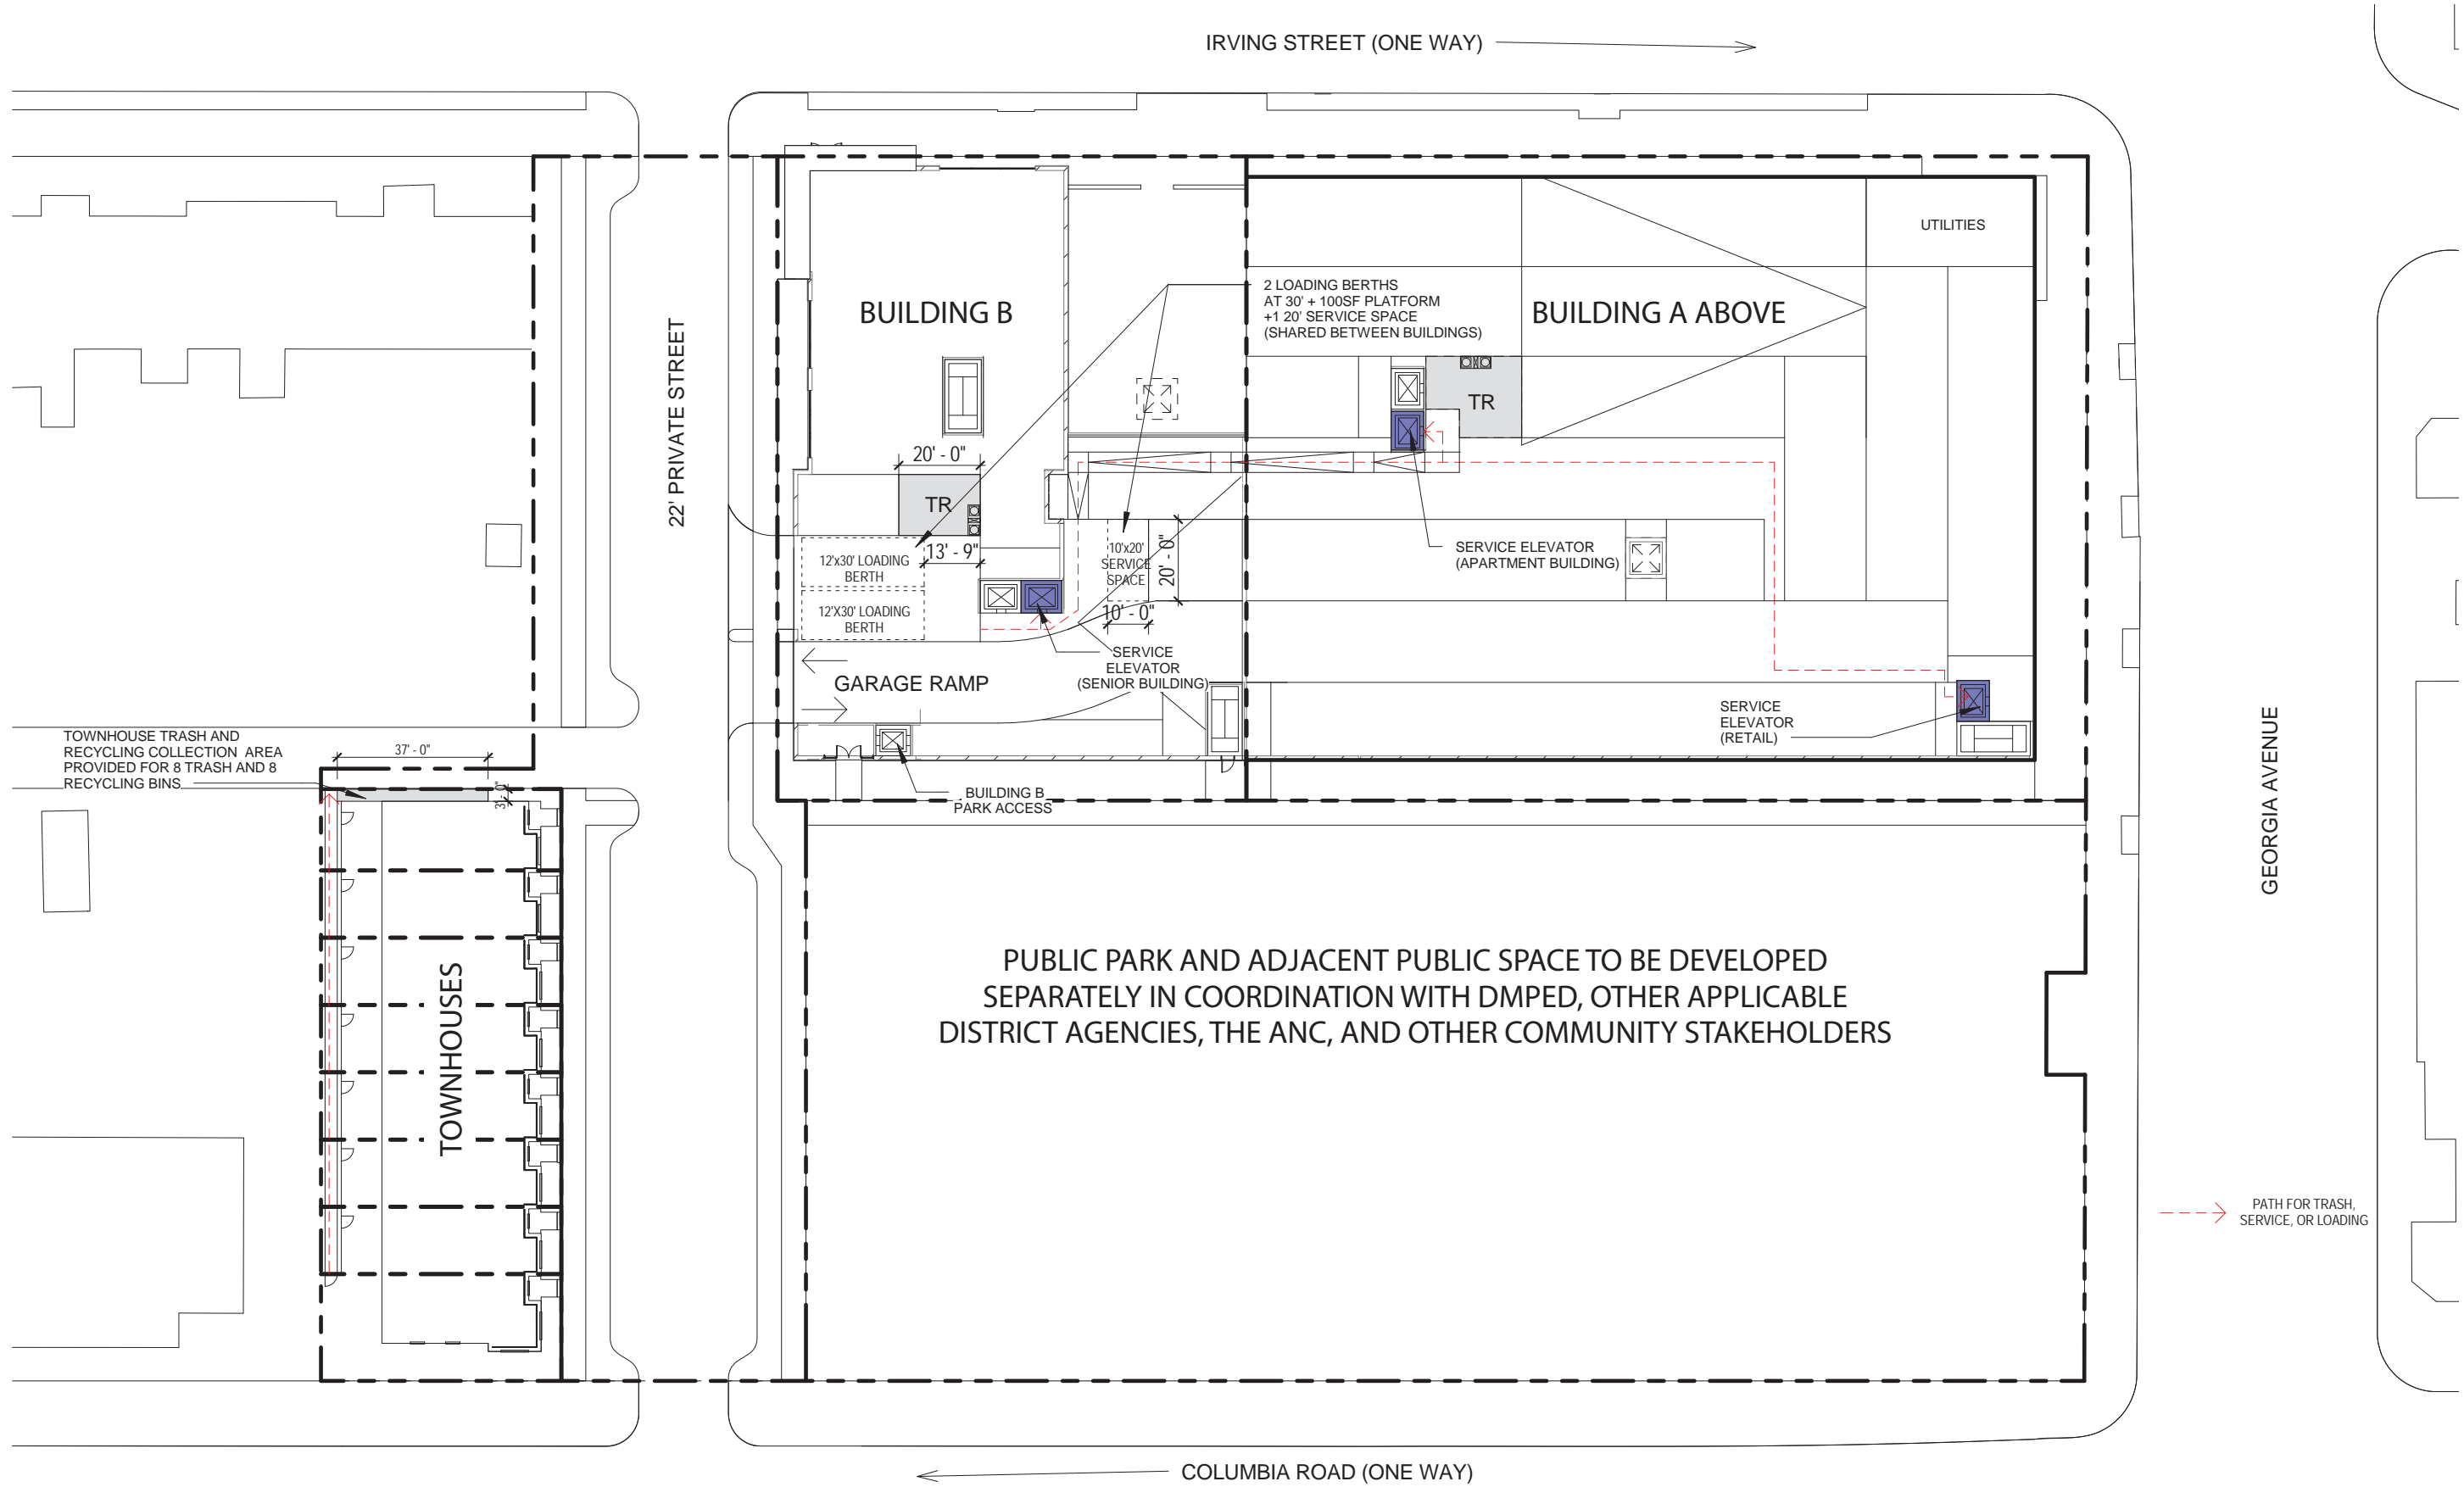 IRVING STREET (ONE WAY)
UTILITIES
2 LOADING BERTHS
AT 30' + 100SF PLATFORM
+1 20' SERVICE SPACE
(SHARED BETWEEN BUILDINGS)
BUILDING B
BUILDING A ABOVE
22' PRIVATE STREET
TR
20' - 0"
TR
12'x30' LOADING
BERTH
13' - 9"
10'x20'
SERVICE
SPACE
20' - 0"
SERVICE ELEVATOR
(APARTMENT BUILDING)
12'X30' LOADING
BERTH
10' - 0"
SERVICE
ELEVATOR
(SENIOR BUILDING)
GARAGE RAMP
SERVICE
ELEVATOR
(RETAIL)
GEORGIA AVENUE
TOWNHOUSE TRASH AND
RECYCLING COLLECTION AREA
PROVIDED FOR 8 TRASH AND 8
RECYCLING BINS
37' - 0"
3'- 0"
BUILDING B
PARK ACCESS
TOWNHOUSES
PUBLIC PARK AND ADJACENT PUBLIC SPACE TO BE DEVELOPED
SEPARATELY IN COORDINATION WITH DMPED, OTHER APPLICABLE
DISTRICT AGENCIES, THE ANC, AND OTHER COMMUNITY STAKEHOLDERS
PATH FOR TRASH,
SERVICE, OR LOADING
COLUMBIA ROAD (ONE WAY)